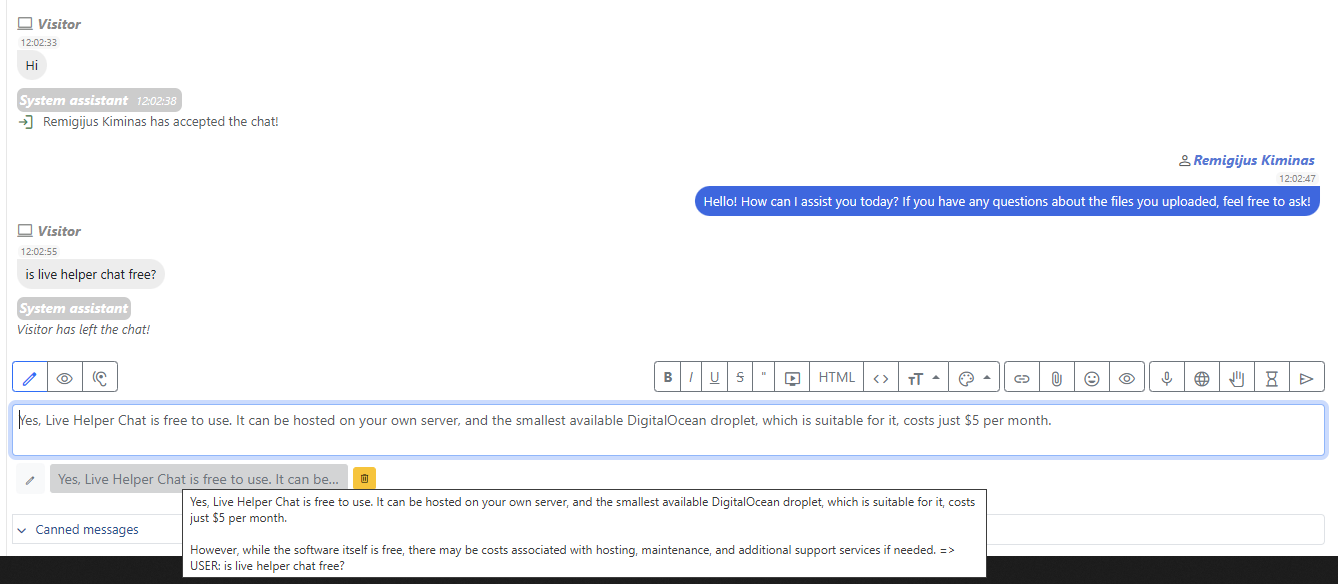 Visitor
12:02:33
Hi
System assistant 12:02:38
Remigijus Kiminas has accepted the chat!
Remigijus Kiminas
12:02:47
Hello! How can I assist you today? If you have any questions about the files you uploaded, feel free to ask!
Visitor
12:02:55
is live helper chat free?
System assistant
Visitor has left the chat!
B I U S " HTML <> TT
Yes, Live Helper Chat is free to use. It can be hosted on your own server, and the smallest available DigitalOcean droplet, which is suitable for it, costs just $5 per month.
Yes, Live Helper Chat is free to use. It can be...
Yes, Live Helper Chat is free to use. It can be hosted on your own server, and the smallest available DigitalOcean droplet, which is suitable for it, costs
just $5 per month.
However, while the software itself is free, there may be costs associated with hosting, maintenance, and additional support services if needed. =>
USER: is live helper chat free?
Canned messages